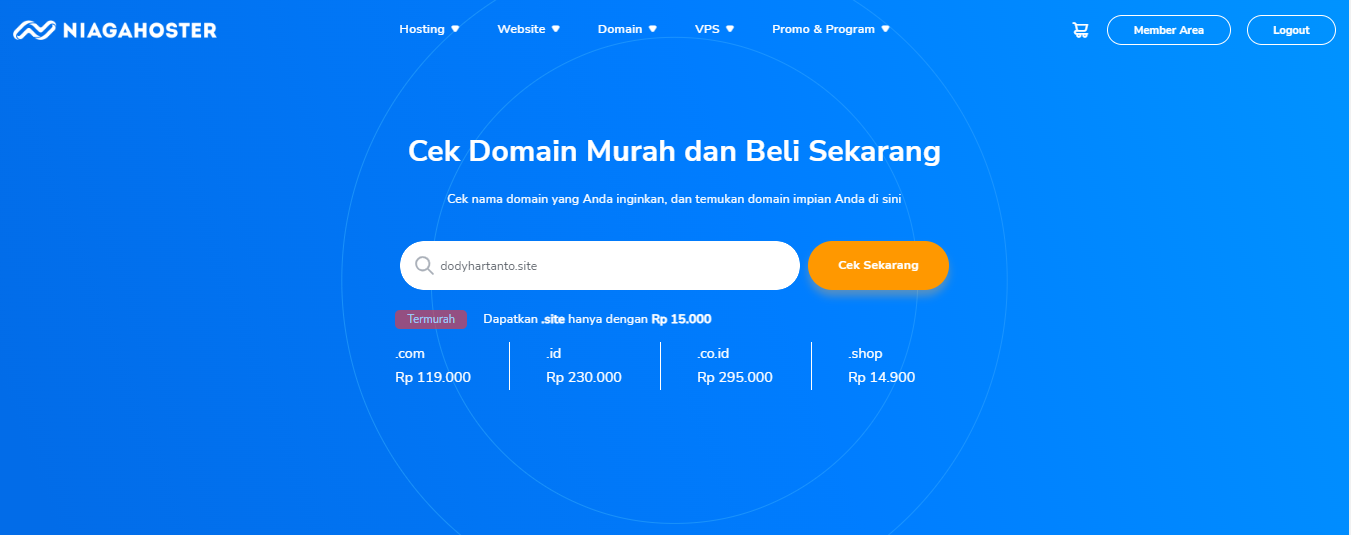 NIAGAHOSTER Hosting Website Domain VPS Promo & Program Member Area Logout
Cek Domain Murah dan Beli Sekarang
Cek nama domain yang Anda inginkan, dan temukan domain impian Anda di sini
dodyhartanto.site Cek Sekarang
Termurah Dapatkan .site hanya dengan Rp 15.000
.com .id .co.id .shop
Rp 119.000 Rp 230.000 Rp 295.000 Rp 14.900